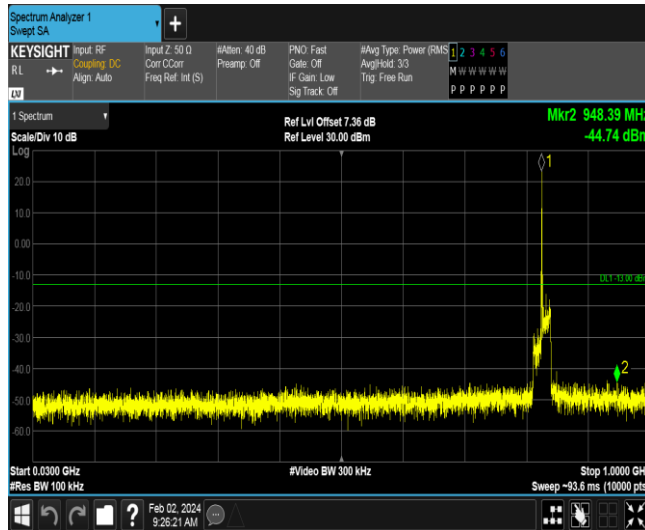 Spectrum Analyzer 1
Swept SA
+
KEYSIGHT
RL
LXI
Input: RF
Coupling: DC
Align: Auto
Input Z: 50 Ω
Corr CCorr
Freq Ref: Int (S)
#Atten: 40 dB
Preamp: Off
PNO: Fast
Gate: Off
IF Gain: Low
Sig Track: Off
#Avg Type: Power (RMS
Avg|Hold: 3/3
Trig: Free Run
1 2 3 4 5 6
M W W W W W
P P P P P P
1 Spectrum
Scale/Div 10 dB
Log
Ref Lvl Offset 7.36 dB
Ref Level 30.00 dBm
Mkr2 948.39 MHz
-44.74 dBm
1
20.0
10.0
0.00
-10.0
DL1 -13.00 dBm
-20.0
-30.0
-40.0
2
-50.0
-60.0
Start 0.0300 GHz
#Res BW 100 kHz
#Video BW 300 kHz
Stop 1.0000 GH
Sweep ~93.6 ms (10000 pts
?
Feb 02, 2024
9:26:21 AM